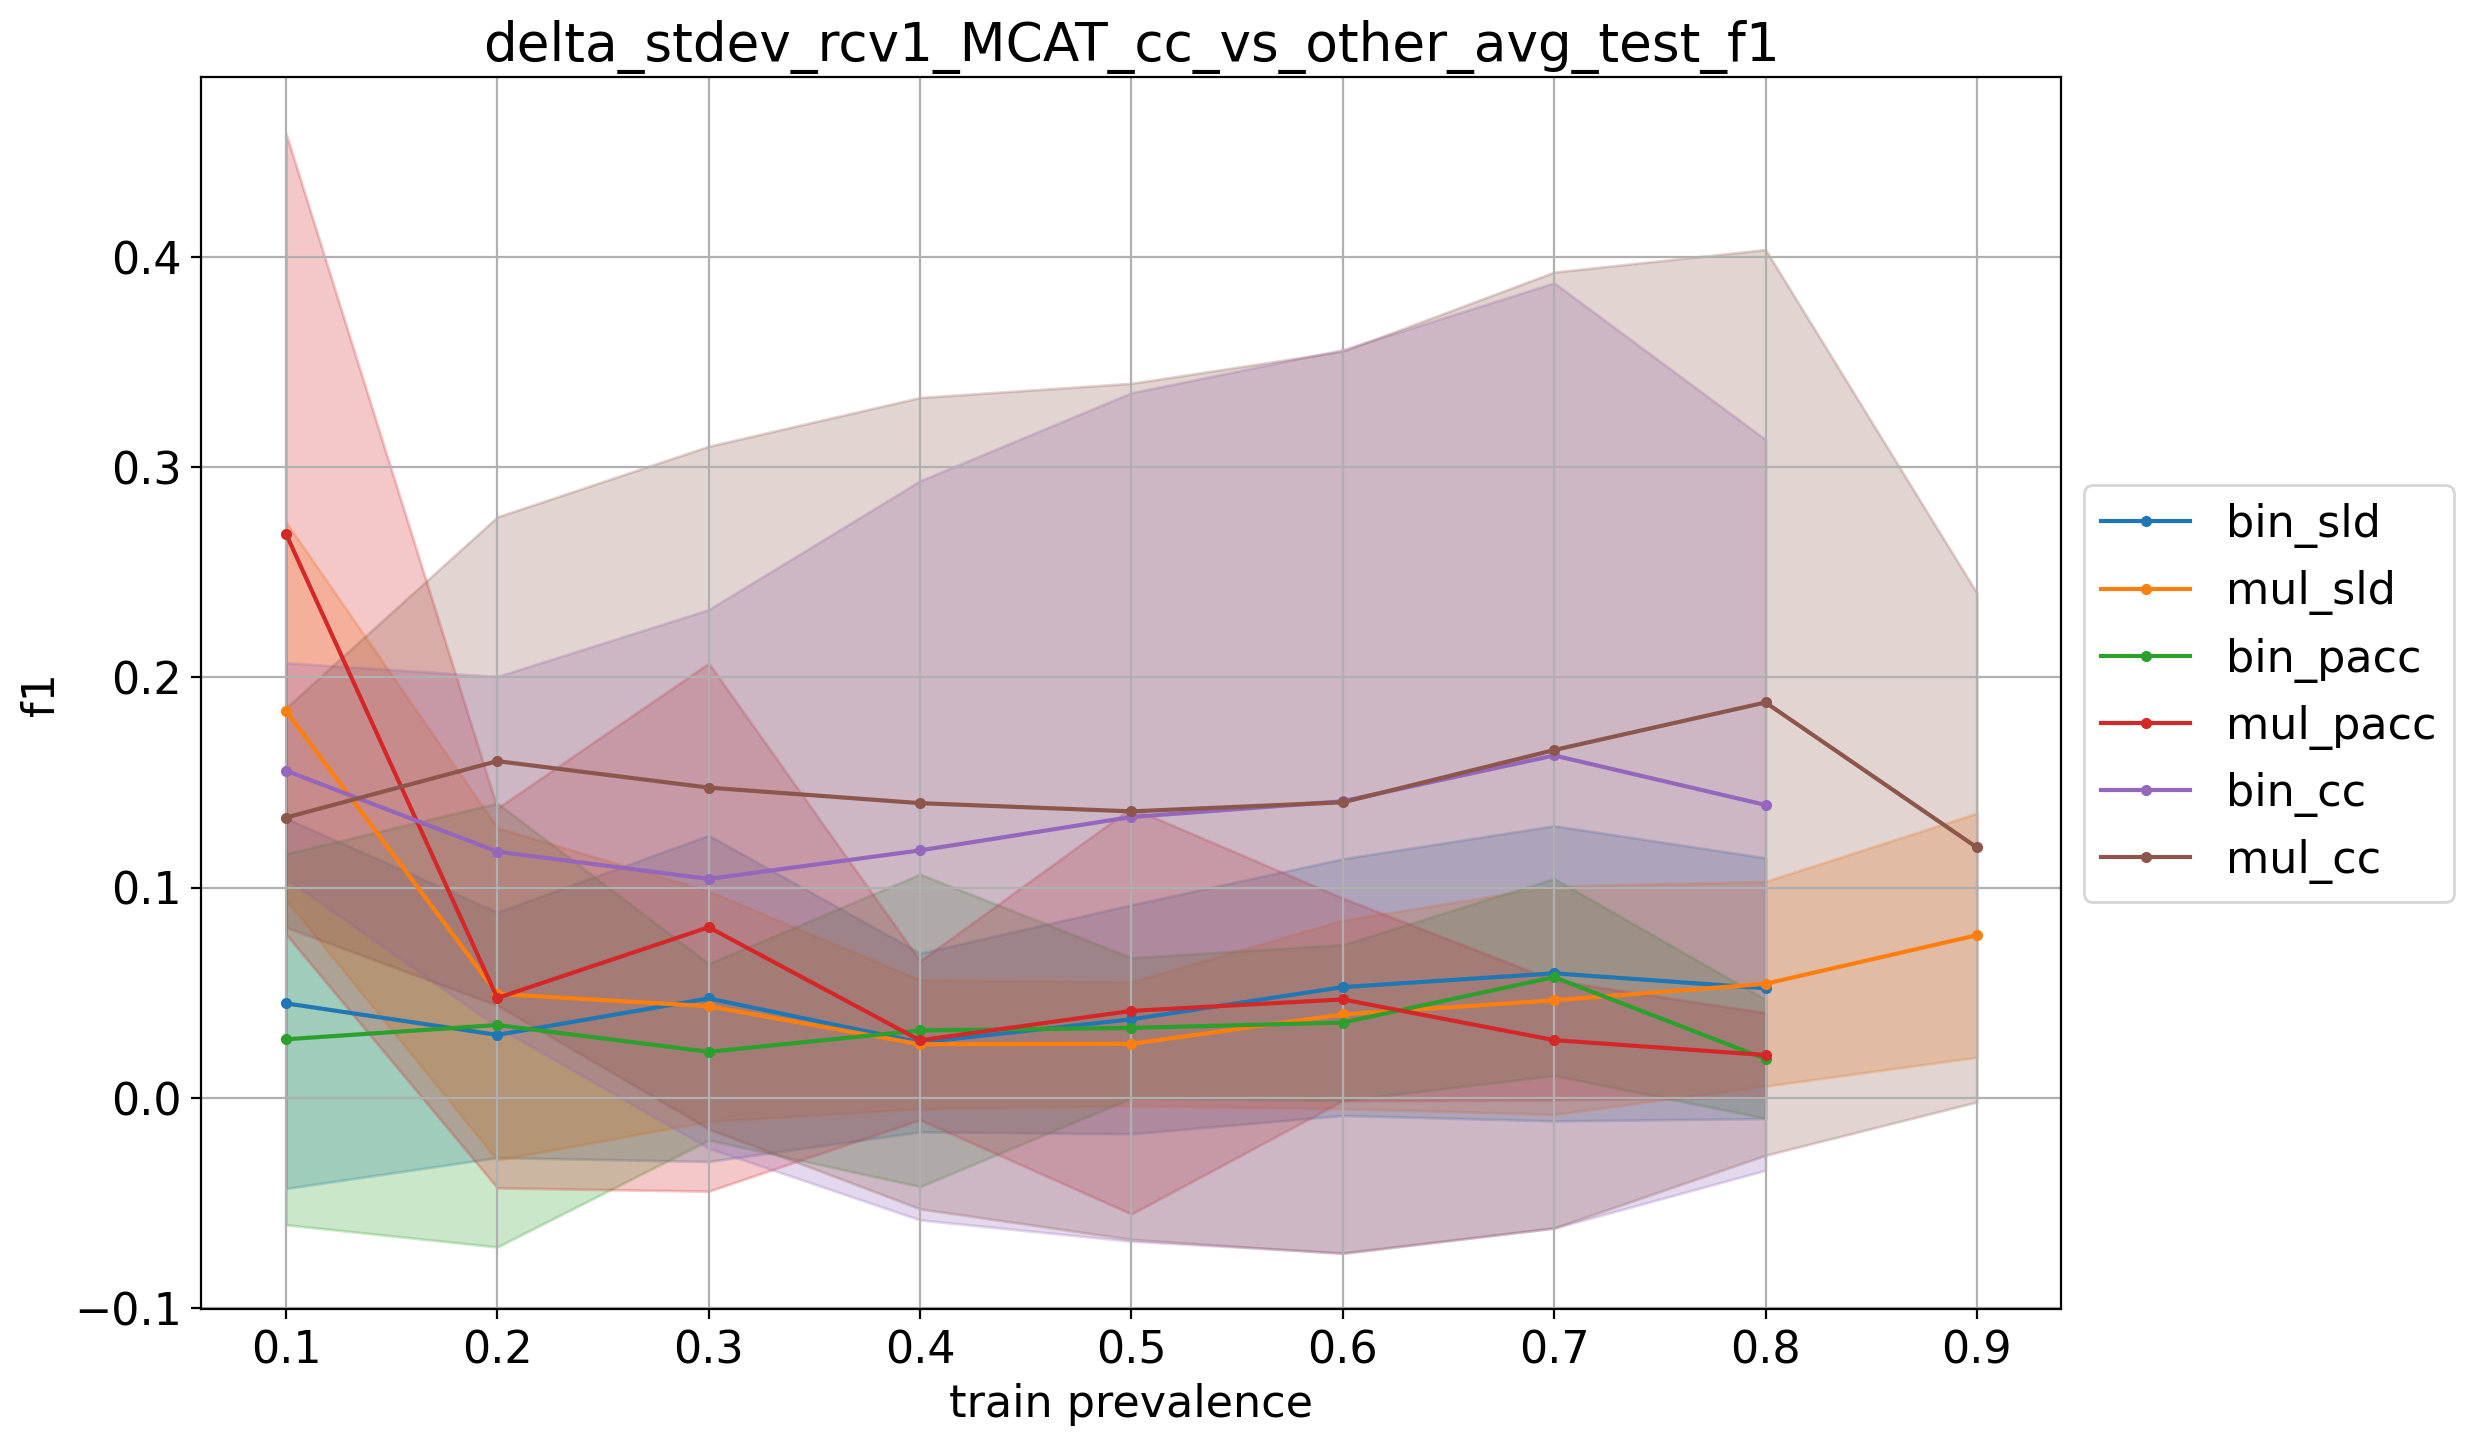 delta_stdev_rcv1_MCAT_cc_vs_other_avg_test_f1
f1
0.4
0.3
0.2
0.1
0.0
−0.1
0.1 0.2 0.3 0.4 0.5 0.6 0.7 0.8 0.9
train prevalence
bin_sld
mul_sld
bin_pacc
mul_pacc
bin_cc
mul_cc